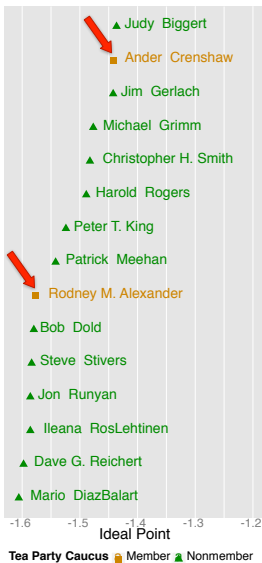 Judy Biggert
Ander Crenshaw
Jim Gerlach
Michael Grimm
Christopher H. Smith
Harold Rogers
Peter T. King
Patrick Meehan
Rodney M. Alexander
Bob Dold
Steve Stivers
Jon Runyan
Ileana RosLehtinen
Dave G. Reichert
Mario DiazBalart
-1.6 -1.5 -1.4 -1.3 -1.2
Ideal Point
Tea Party Caucus Member Nonmember